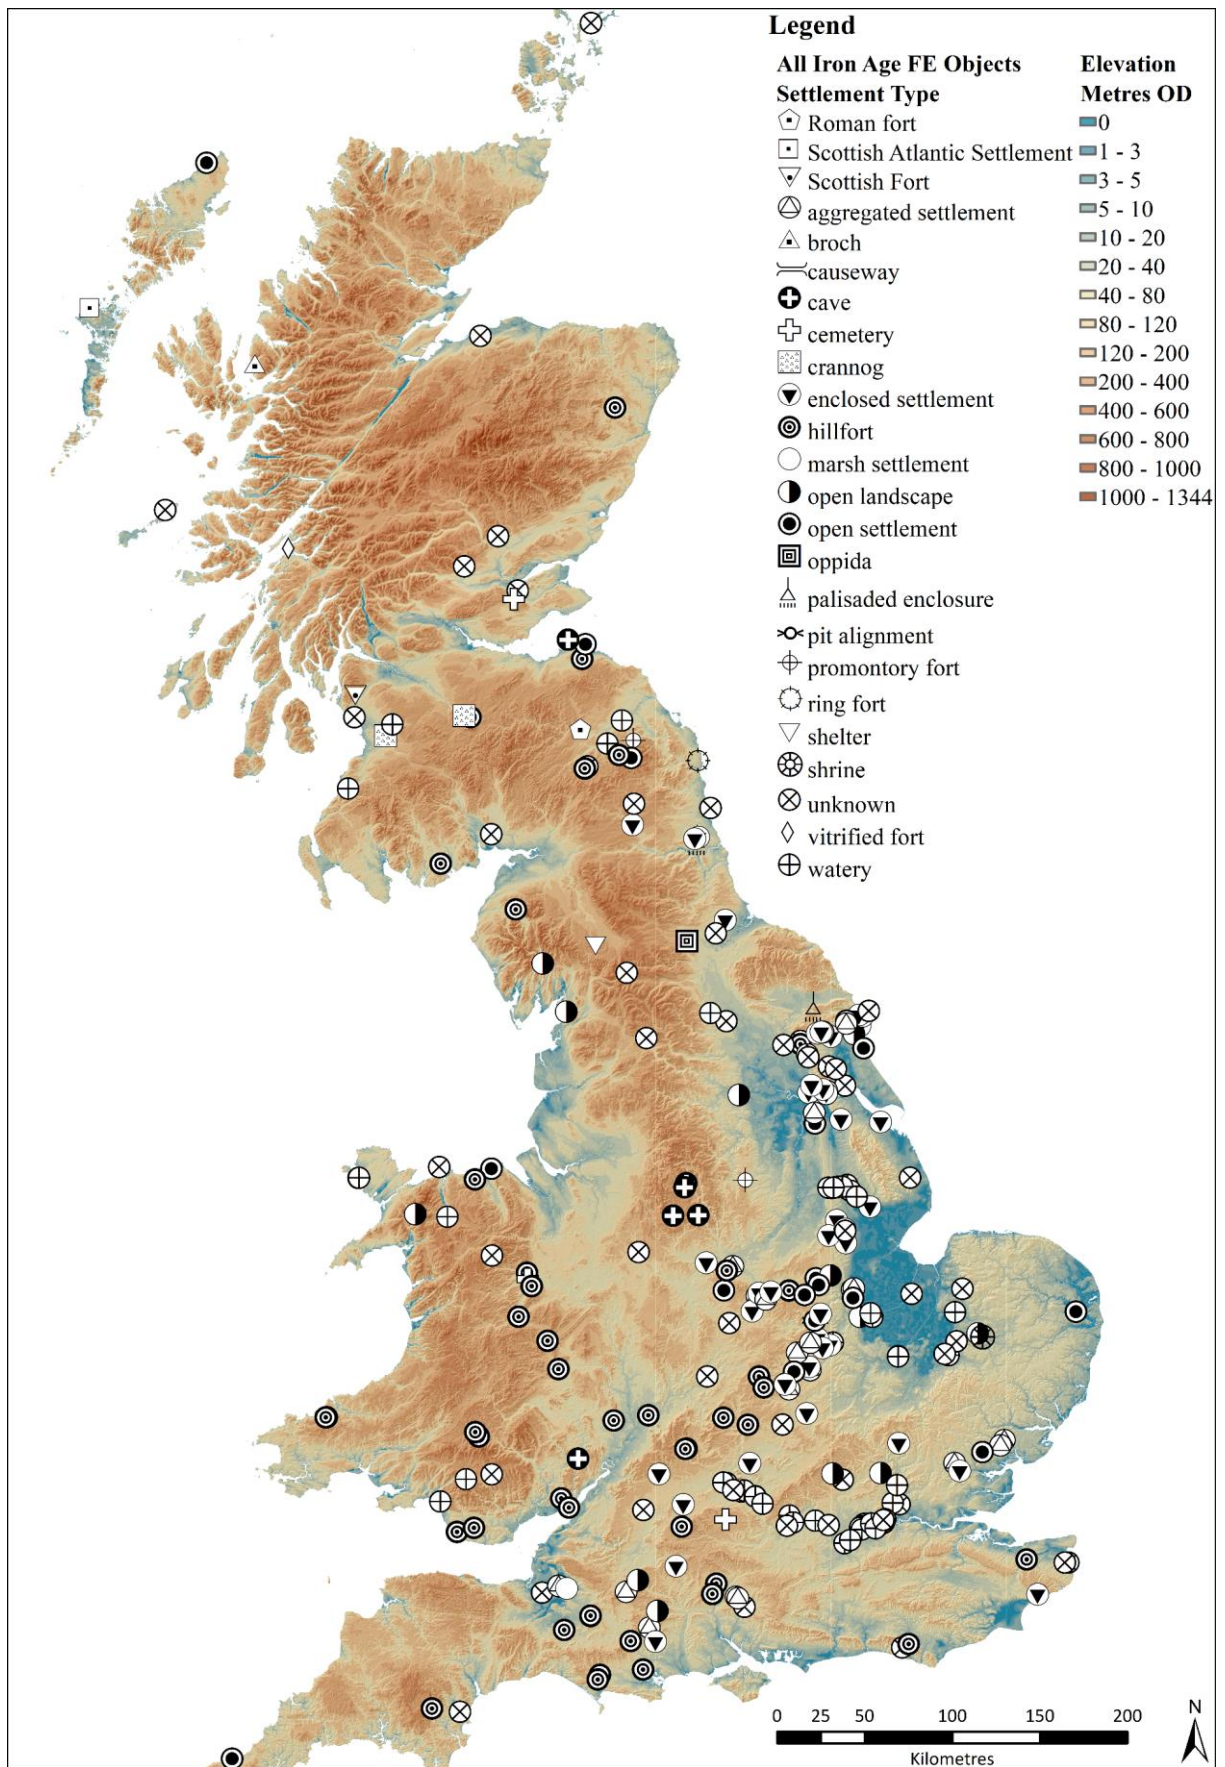 Legend
All Iron Age FE Objects
Settlement Type
Roman fort
Scottish Atlantic Settlement
Scottish Fort
aggregated settlement
broch
causeway
cave
cemetery
crannog
enclosed settlement
hillfort
marsh settlement
open landscape
open settlement
oppida
palisaded enclosure
pit alignment
promontory fort
ring fort
shelter
shrine
unknown
vitrified fort
watery
Elevation
Metres OD
0
1 - 3
3 - 5
5 - 10
10 - 20
20 - 40
40 - 80
80 - 120
120 - 200
200 - 400
400 - 600
600 - 800
800 - 1000
1000 - 1344
0 25 50 100 150 200
Kilometres
N